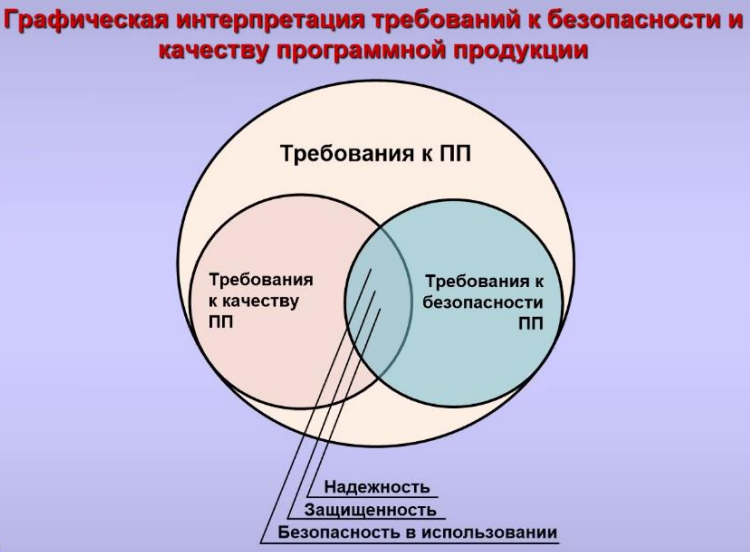 Графическая интерпретация требований к безопасности и
качеству программной продукции
Требования к ПП
Требования
к качеству
ПП
Требования к
безопасности
ПП
Надежность
Защищенность
Безопасность в использовании